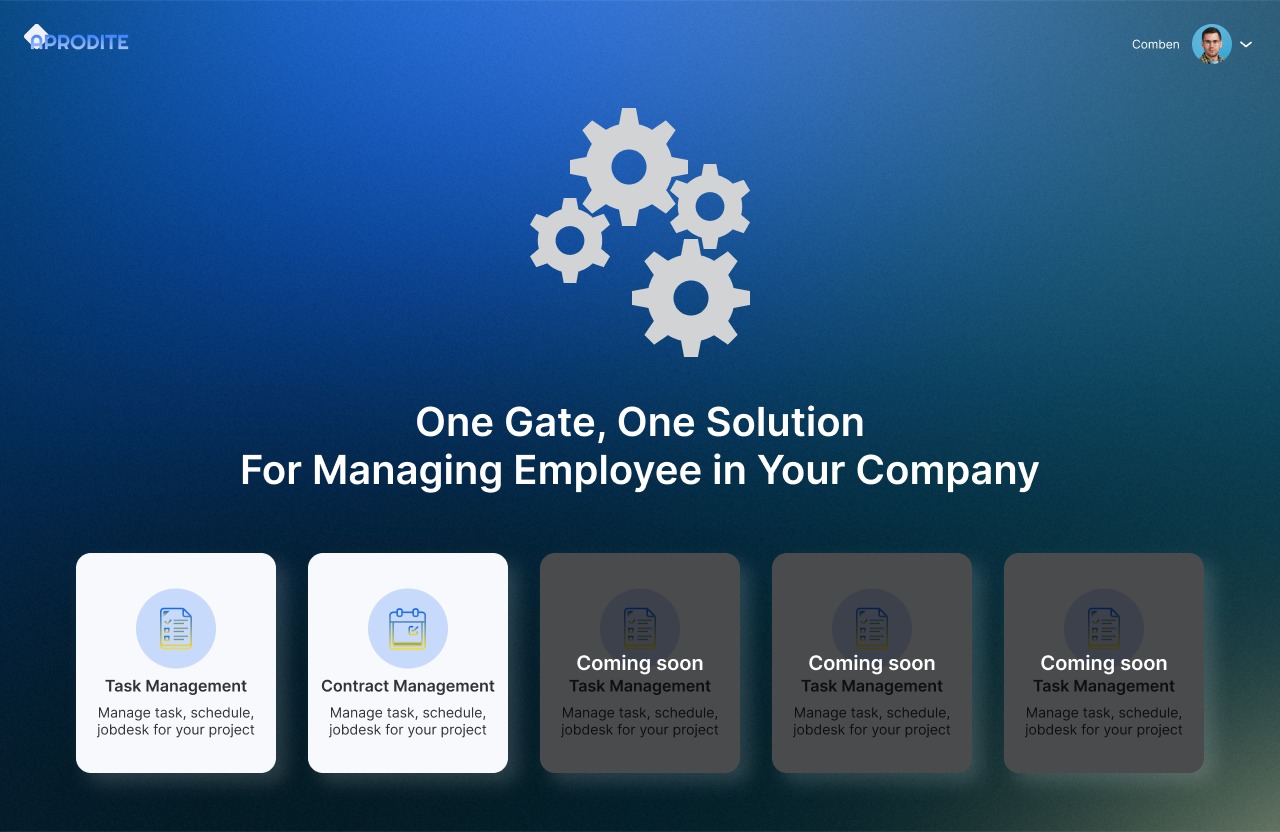 APRODITE
Comben
One Gate, One Solution
For Managing Employee in Your Company
Task Management
Manage task, schedule,
jobdesk for your project
Contract Management
Manage task, schedule,
jobdesk for your project
Coming soon
Task Management
Manage task, schedule,
jobdesk for your project
Coming soon
Task Management
Manage task, schedule,
jobdesk for your project
Coming soon
Task Management
Manage task, schedule,
jobdesk for your project